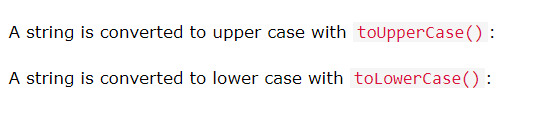 A string is converted to upper case with toUpperCase():
A string is converted to lower case with toLowerCase():